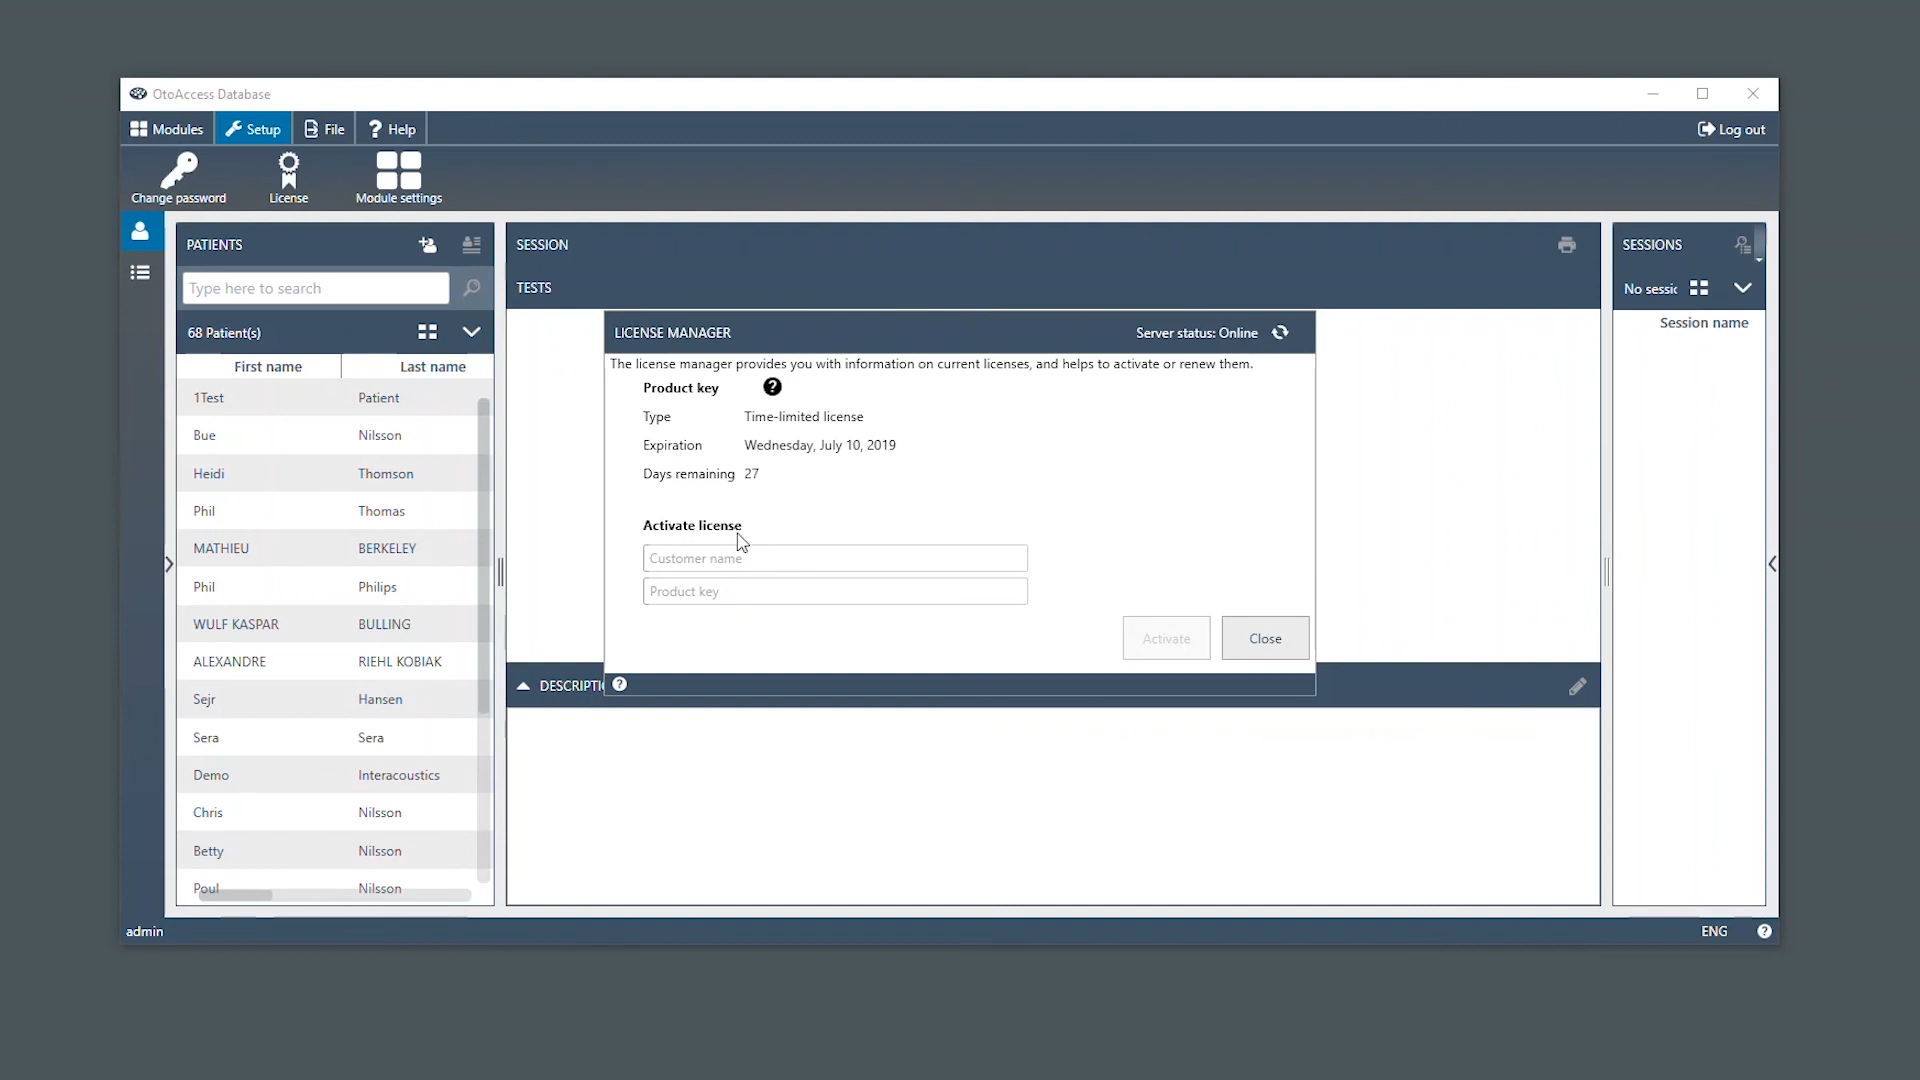 OtoAccess Database
Modules Setup File Help Log out
Change password License Module settings
PATIENTS
Type here to search
68 Patient(s)
First name Last name
1Test Patient
Bue Nilsson
Heidi Thomson
Phil Thomas
MATHIEU BERKELEY
Phil Philips
WULF KASPAR BULLING
ALEXANDRE RIEHL KOBIAK
Sejr Hansen
Sera Sera
Demo Interacoustics
Chris Nilsson
Betty Nilsson
Poul Nilsson
SESSION
TESTS
LICENSE MANAGER Server status: Online
The license manager provides you with information on current licenses, and helps to activate or renew them.
Product key ?
Type Time-limited license
Expiration Wednesday, July 10, 2019
Days remaining 27
Activate license
Customer name
Product key
Activate Close
?
DESCRIPTI
SESSIONS
No sessic
Session name
admin ENG ?